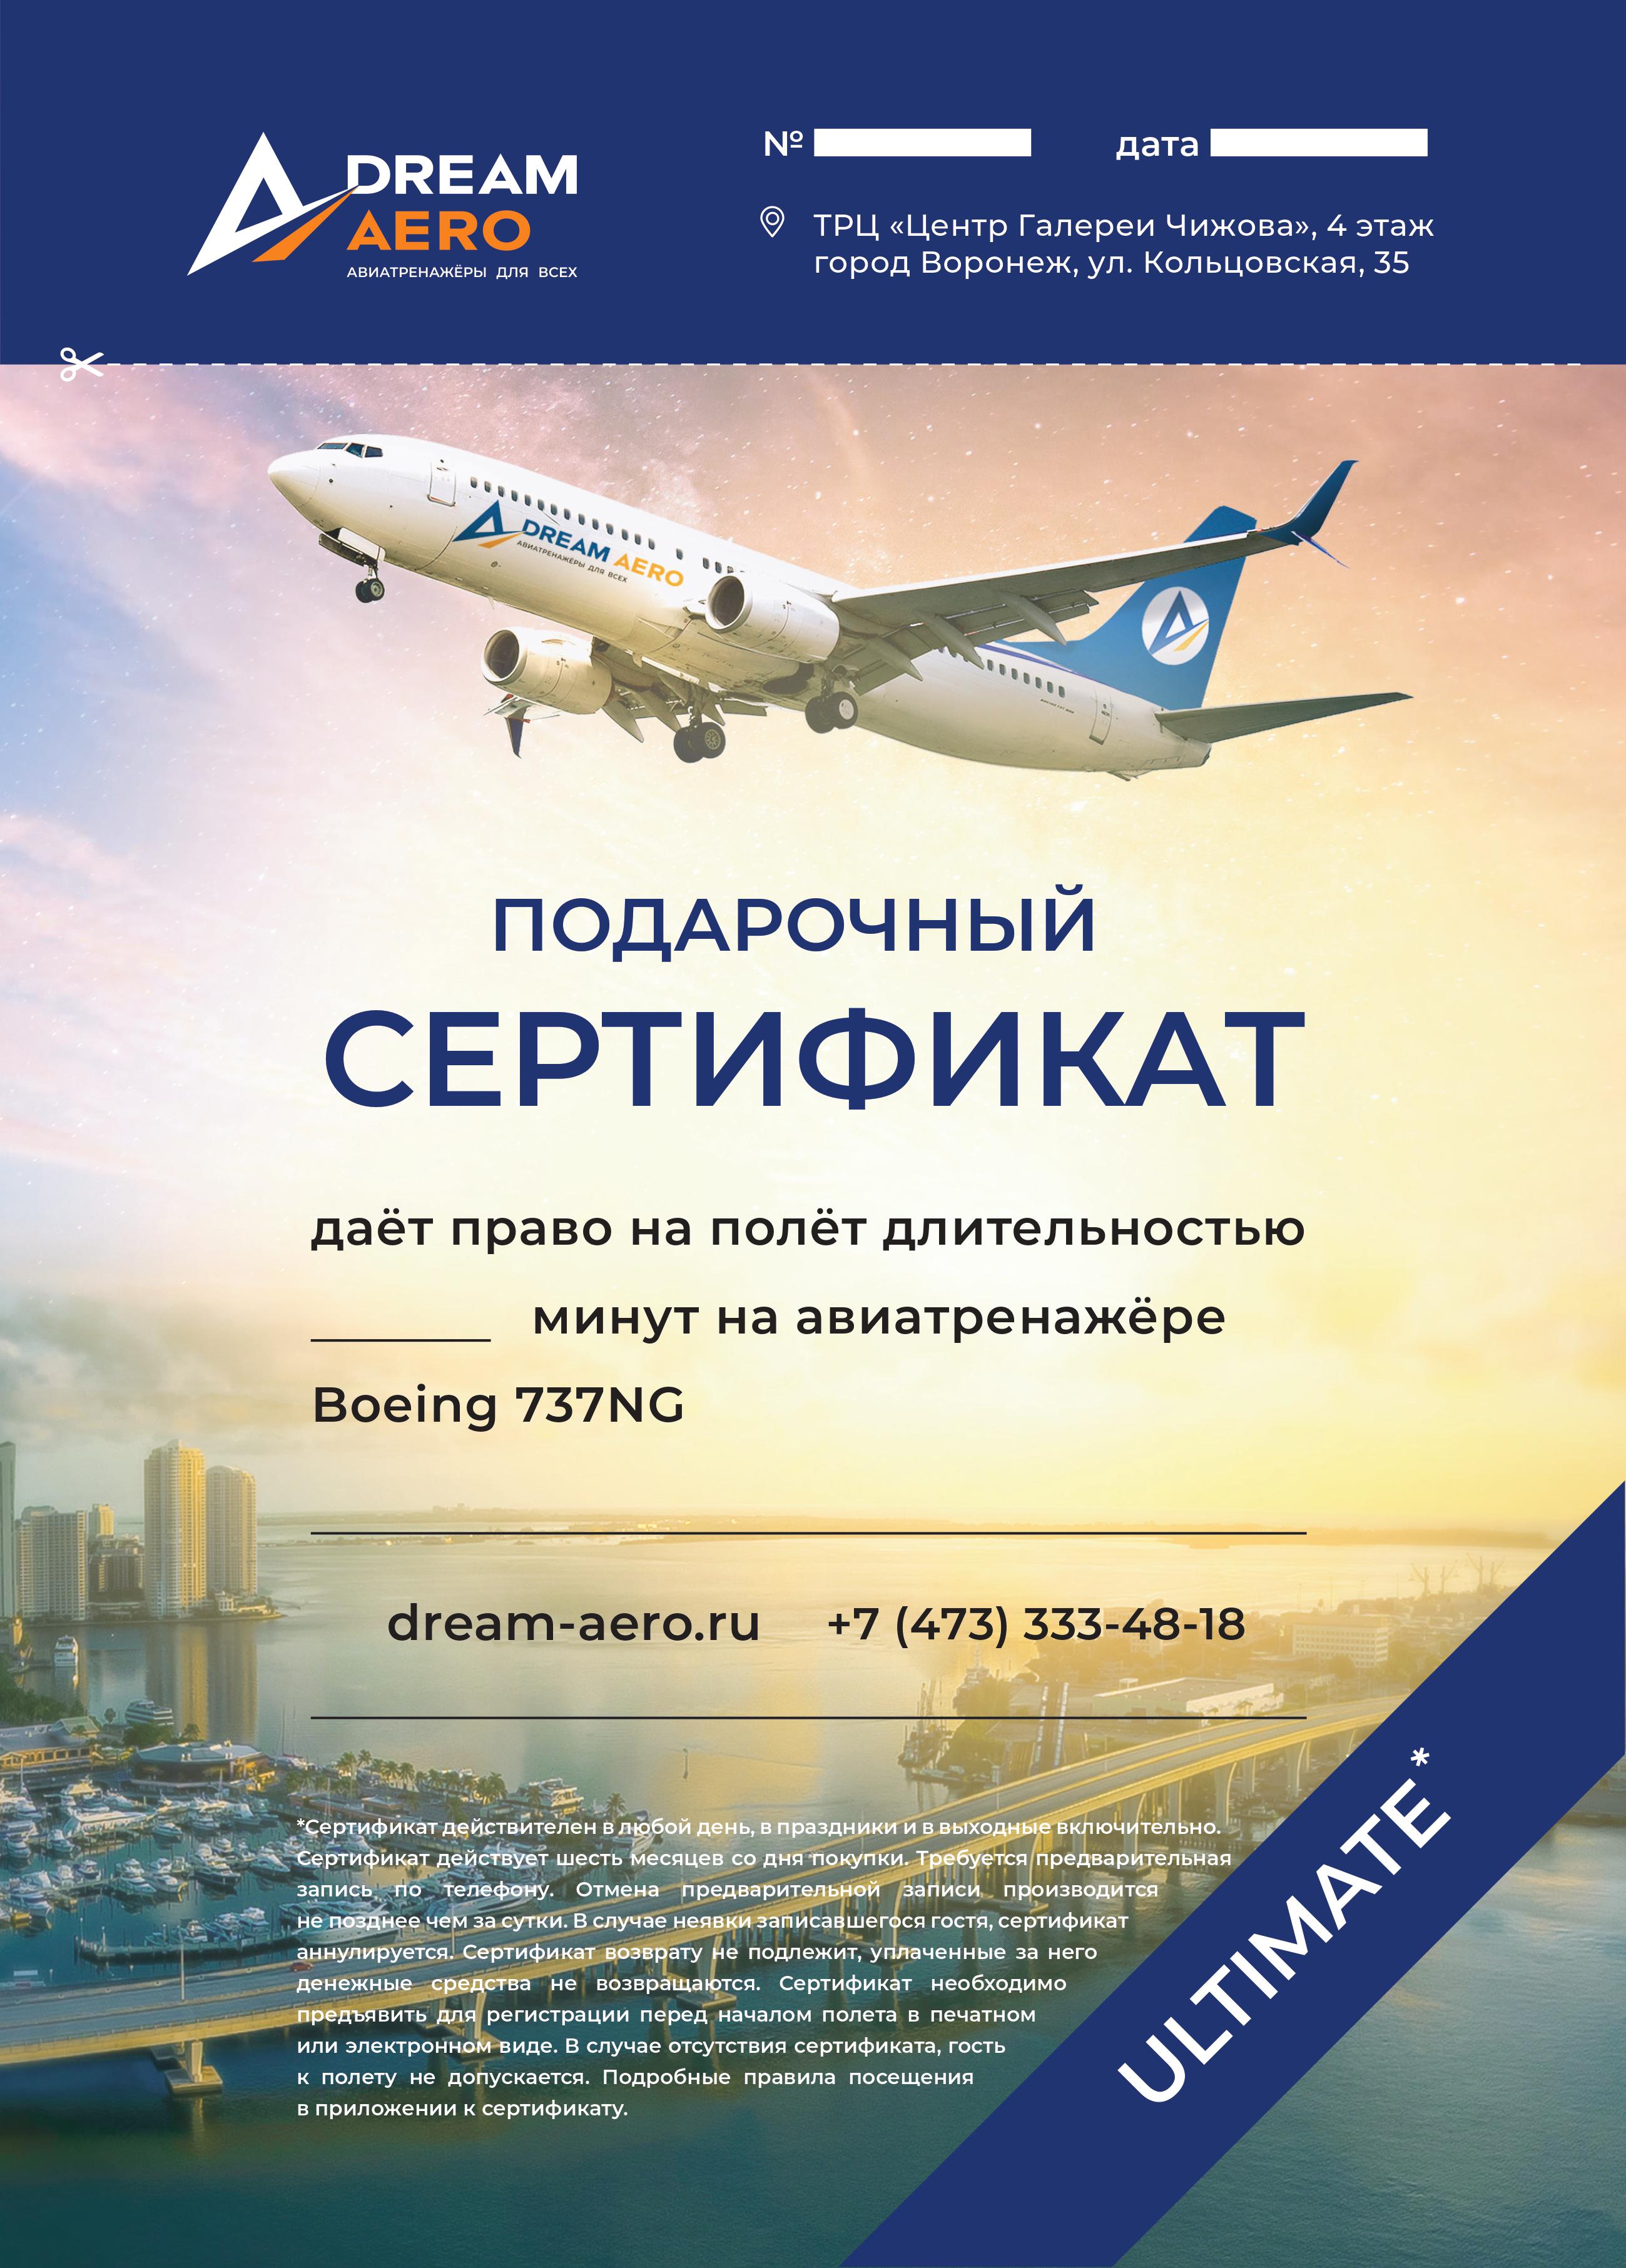 DREAM
AERO
АВИАТРЕНАЖЁРЫ ДЛЯ ВСЕХ
№
дата
ТРЦ «Центр Галереи Чижова», 4 этаж
город Воронеж, ул. Кольцовская, 35
DREAM AERO
АВИАТРЕНАЖЁРЫ ДЛЯ ВСЕХ
ПОДАРОЧНЫЙ
СЕРТИФИКАТ
даёт право на полёт длительностью
_______ минут на авиатренажёре
Boeing 737NG
dream-aero.ru +7 (473) 333-48-18
*Сертификат действителен в любой день, в праздники и в выходные включительно.
Сертификат действует шесть месяцев со дня покупки. Требуется предварительная
запись по телефону. Отмена предварительной записи производится
не позднее чем за сутки. В случае неявки записавшегося гостя, сертификат
аннулируется. Сертификат возврату не подлежит, уплаченные за него
денежные средства не возвращаются. Сертификат необходимо
предъявить для регистрации перед началом полета в печатном
или электронном виде. В случае отсутствия сертификата, гость
к полету не допускается. Подробные правила посещения
в приложении к сертификату.
ULTIMATE*